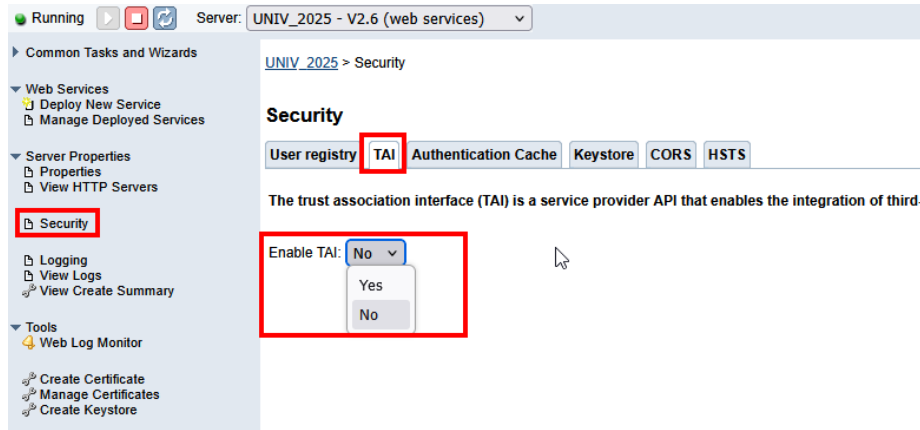 Running Server: UNIV_2025 - V2.6 (web services)
Common Tasks and Wizards
Web Services
Deploy New Service
Manage Deployed Services
Server Properties
Properties
View HTTP Servers
Security
Logging
View Logs
View Create Summary
Tools
Web Log Monitor
Create Certificate
Manage Certificates
Create Keystore
UNIV_2025 > Security
Security
User registry TAI Authentication Cache Keystore CORS HSTS
The trust association interface (TAI) is a service provider API that enables the integration of third-
Enable TAI: No
Yes
No